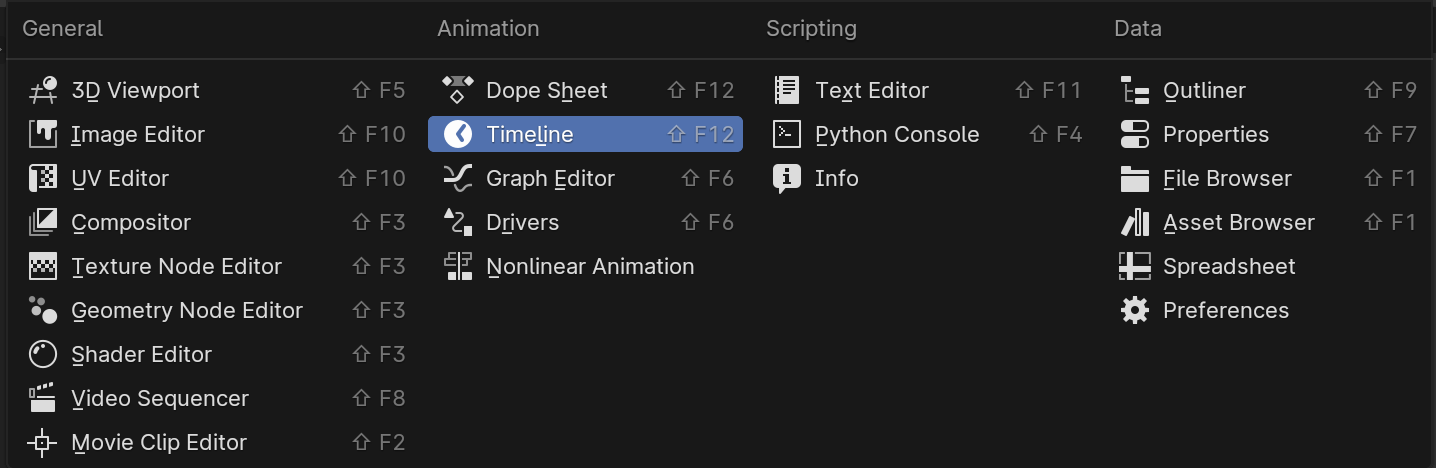 General
3D Viewport ⇧ F5
Image Editor ⇧ F10
UV Editor ⇧ F10
Compositor ⇧ F3
Texture Node Editor ⇧ F3
Geometry Node Editor ⇧ F3
Shader Editor ⇧ F3
Video Sequencer ⇧ F8
Movie Clip Editor ⇧ F2
Animation
Dope Sheet ⇧ F12
Timeline ⇧ F12
Graph Editor ⇧ F6
Drivers ⇧ F6
Nonlinear Animation
Scripting
Text Editor ⇧ F11
Python Console ⇧ F4
Info
Data
Outliner ⇧ F9
Properties ⇧ F7
File Browser ⇧ F1
Asset Browser ⇧ F1
Spreadsheet
Preferences